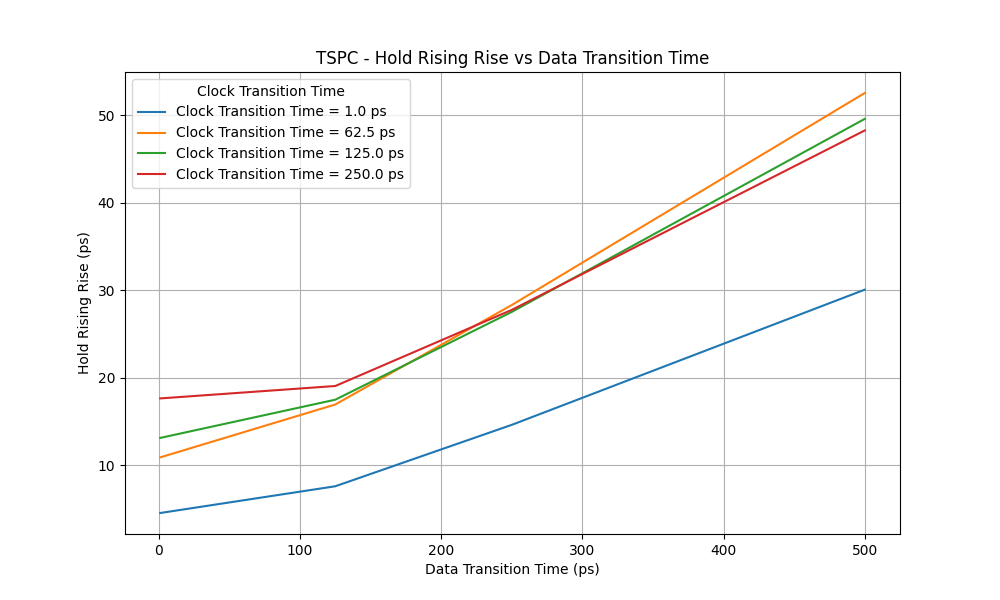 TSPC - Hold Rising Rise vs Data Transition Time
Clock Transition Time
Clock Transition Time = 1.0 ps
Clock Transition Time = 62.5 ps
Clock Transition Time = 125.0 ps
Clock Transition Time = 250.0 ps
Hold Rising Rise (ps)
50
40
30
20
10
0 100 200 300 400 500
Data Transition Time (ps)